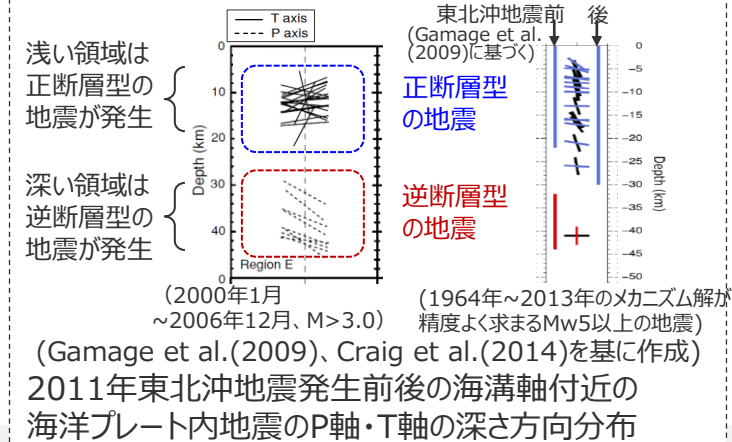 T axis
P axis
浅い領域は
正断層型の
地震が発生
深い領域は
逆断層型の
地震が発生
0
10
20
30
40
0
Depth (km)
Region E
(2000年1月
~2006年12月、M>3.0)
東北沖地震前 後
(Gamage et al.
(2009)に基づく)
正断層型
の地震
逆断層型
の地震
0
−5
−10
−15
−20
−25
−30
−35
−40
−45
−50
Depth (km)
(1964年~2013年のメカニズム解が
精度よく求まるMw5以上の地震)
(Gamage et al.(2009)、Craig et al.(2014)を基に作成)
2011年東北沖地震発生前後の海溝軸付近の
海洋プレート内地震のP軸・T軸の深さ方向分布